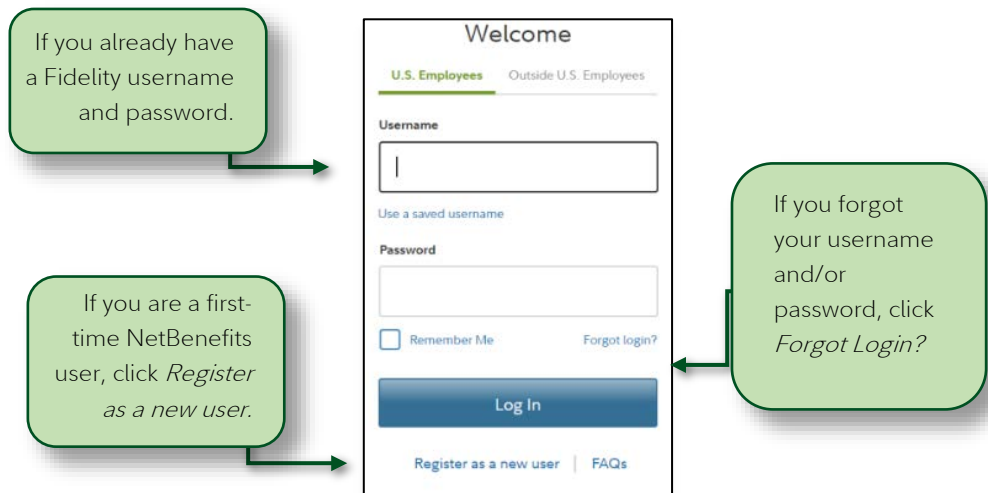 If you already have
a Fidelity username
and password.
Welcome
U.S. Employees Outside U.S. Employees
Username
Use a saved username
Password
Remember Me Forgot login?
Log In
Register as a new user | FAQs
If you are a first-
time NetBenefits
user, click Register
as a new user.
If you forgot
your username
and/or
password, click
Forgot Login?